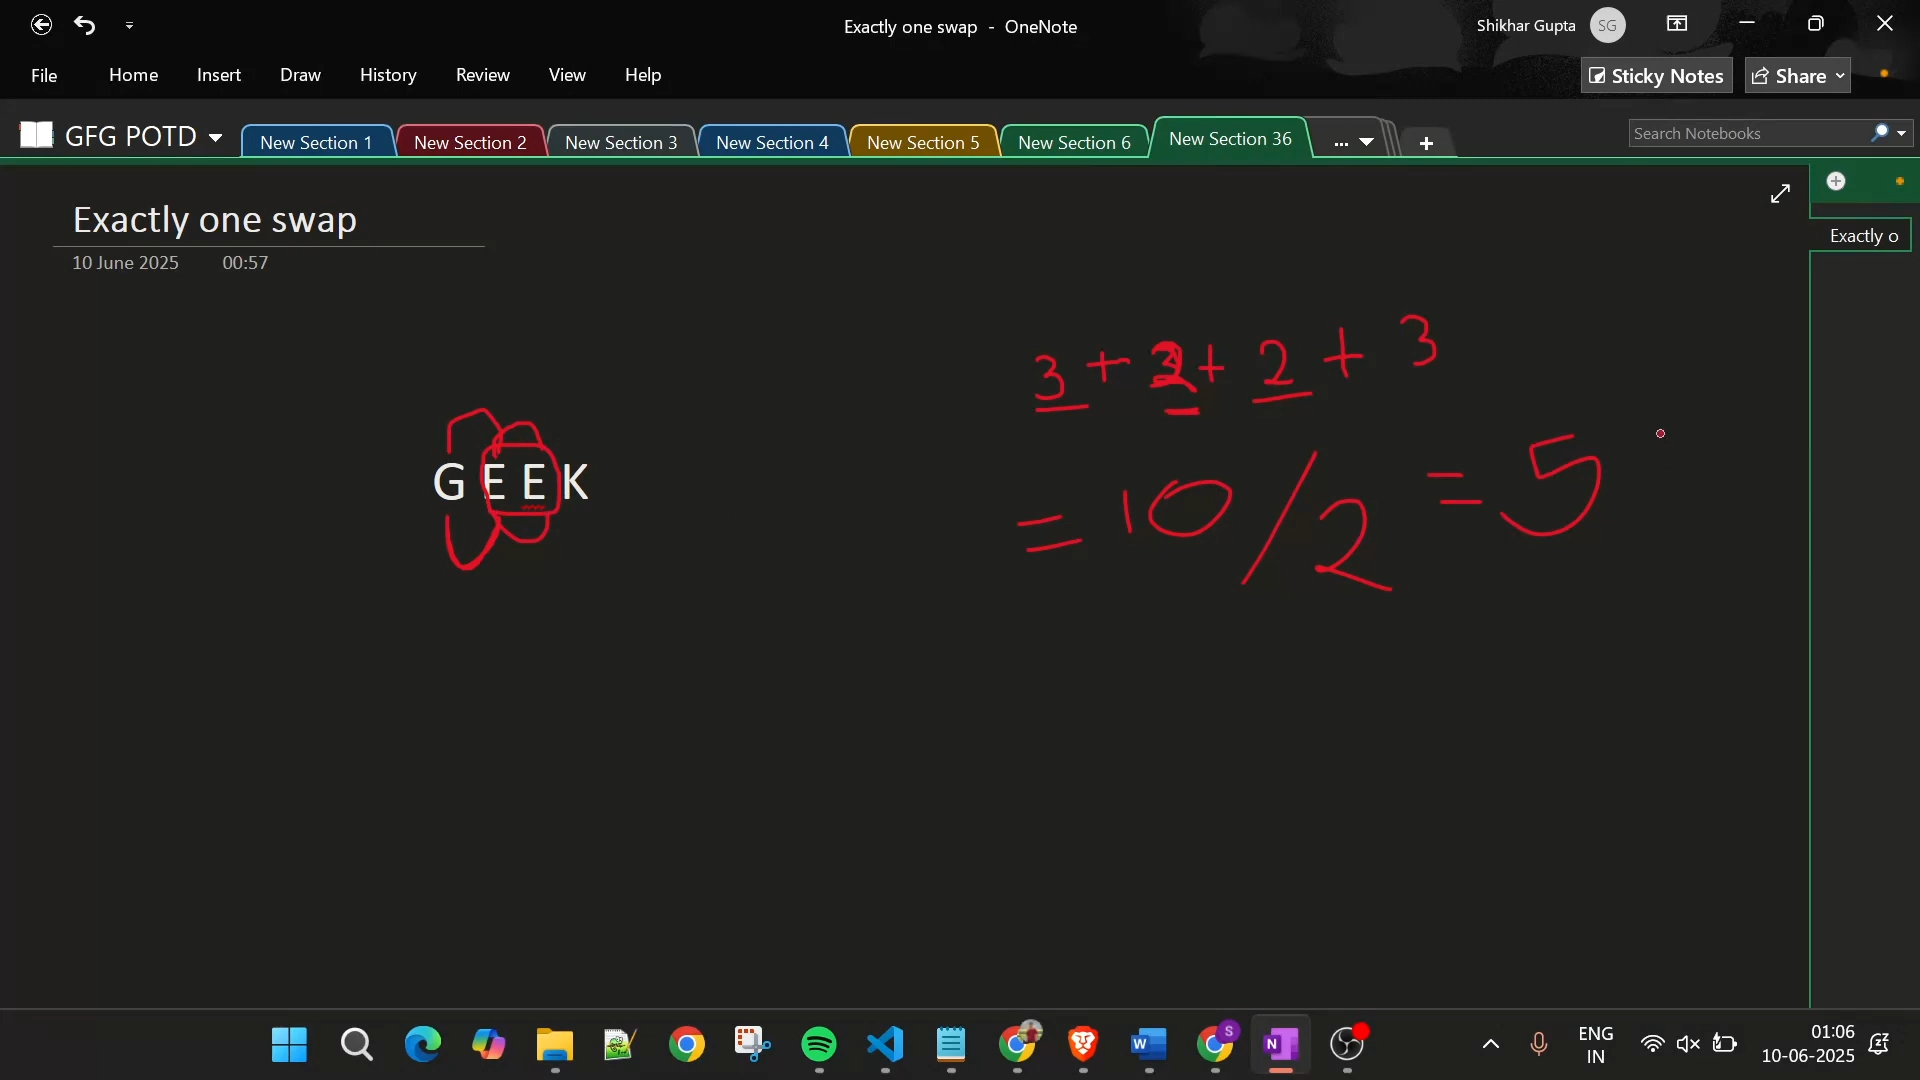 Exactly one swap - OneNote
Shikhar Gupta SG
File Home Insert Draw History Review View Help
Sticky Notes Share
GFG POTD New Section 1 New Section 2 New Section 3 New Section 4 New Section 5 New Section 6 New Section 36 ... +
Search Notebooks
Exactly one swap
10 June 2025 00:57
Exactly o
3 + 2 + 2 + 3
GEEK
= 10/2 = 5
ENG
IN
01:06
10-06-2025